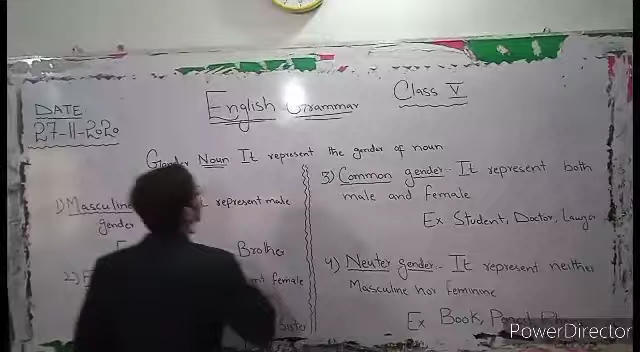 DATE
27-11-2020
English Grammar
Class V
Gender Noun It represent the gender of noun
1) Masculine represent male
gender
Brother
2) female
Sister
3) Common gender:- It represent both
male and female
Ex Student, Doctor, Lawyer
4) Neuter gender:- It represent neither
Masculine nor feminine
Ex Book,
PowerDirector